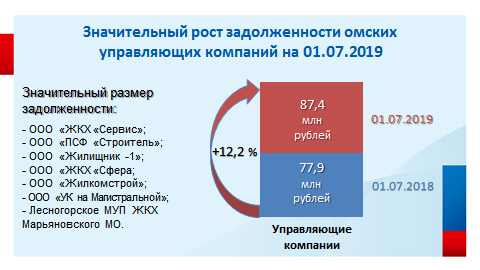 Значительный рост задолженности омских
управляющих компаний на 01.07.2019
Значительный размер
задолженности:
- ООО «ЖКХ «Сервис»;
- ООО «ПСФ «Строитель»;
- ООО «Жилищник -1»;
- ООО «ЖКХ «Сфера;
- ООО «Жилкомстрой»;
- ООО «УК на Магистральной»;
- Лесногорское МУП ЖКХ
Марьяновского МО.
+12,2 %
87,4
млн
рублей
01.07.2019
77,9
млн
рублей
01.07.2018
Управляющие
компании